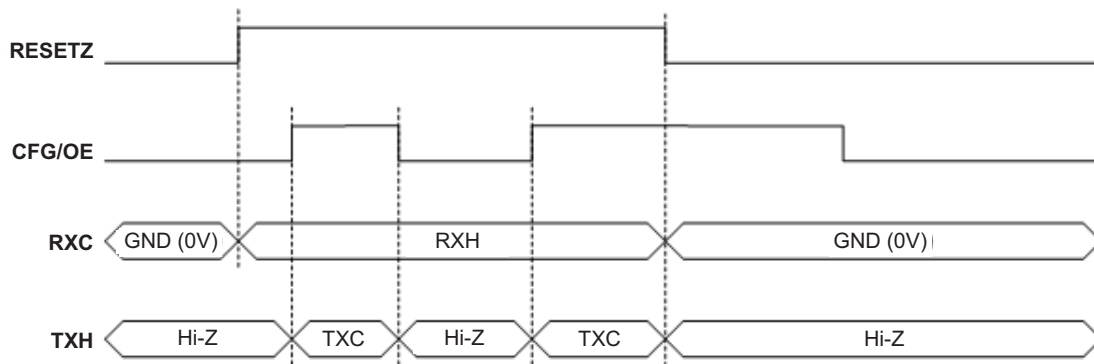 RESETZ
CFG/OE
RXC GND (0V) RXH GND (0V)
TXH Hi-Z TXC Hi-Z TXC Hi-Z